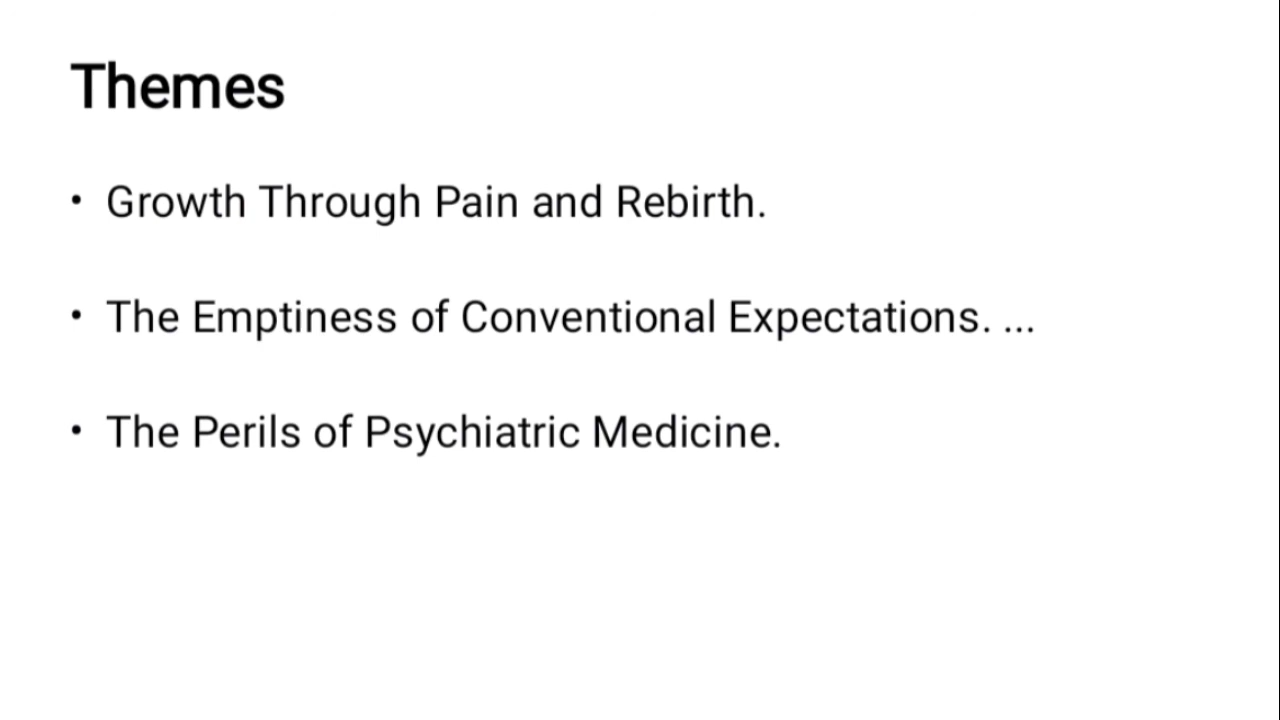 Themes
• Growth Through Pain and Rebirth.
• The Emptiness of Conventional Expectations. ...
• The Perils of Psychiatric Medicine.